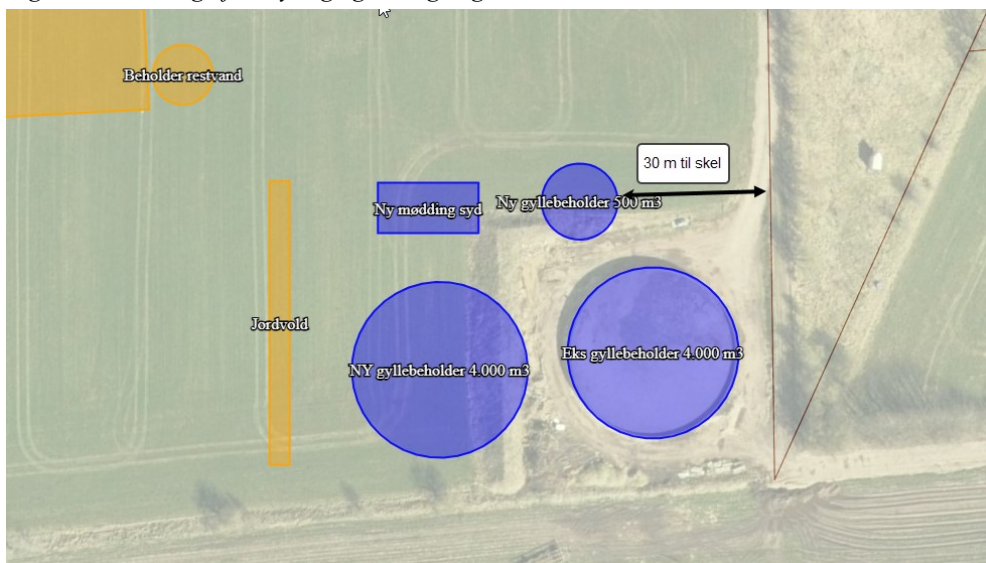 Beholder restvand
30 m til skel
Ny mødding syd
Ny gyllebeholder 500 m3
Jordvold
NY gyllebeholder 4.000 m3
Eks gyllebeholder 4.000 m3